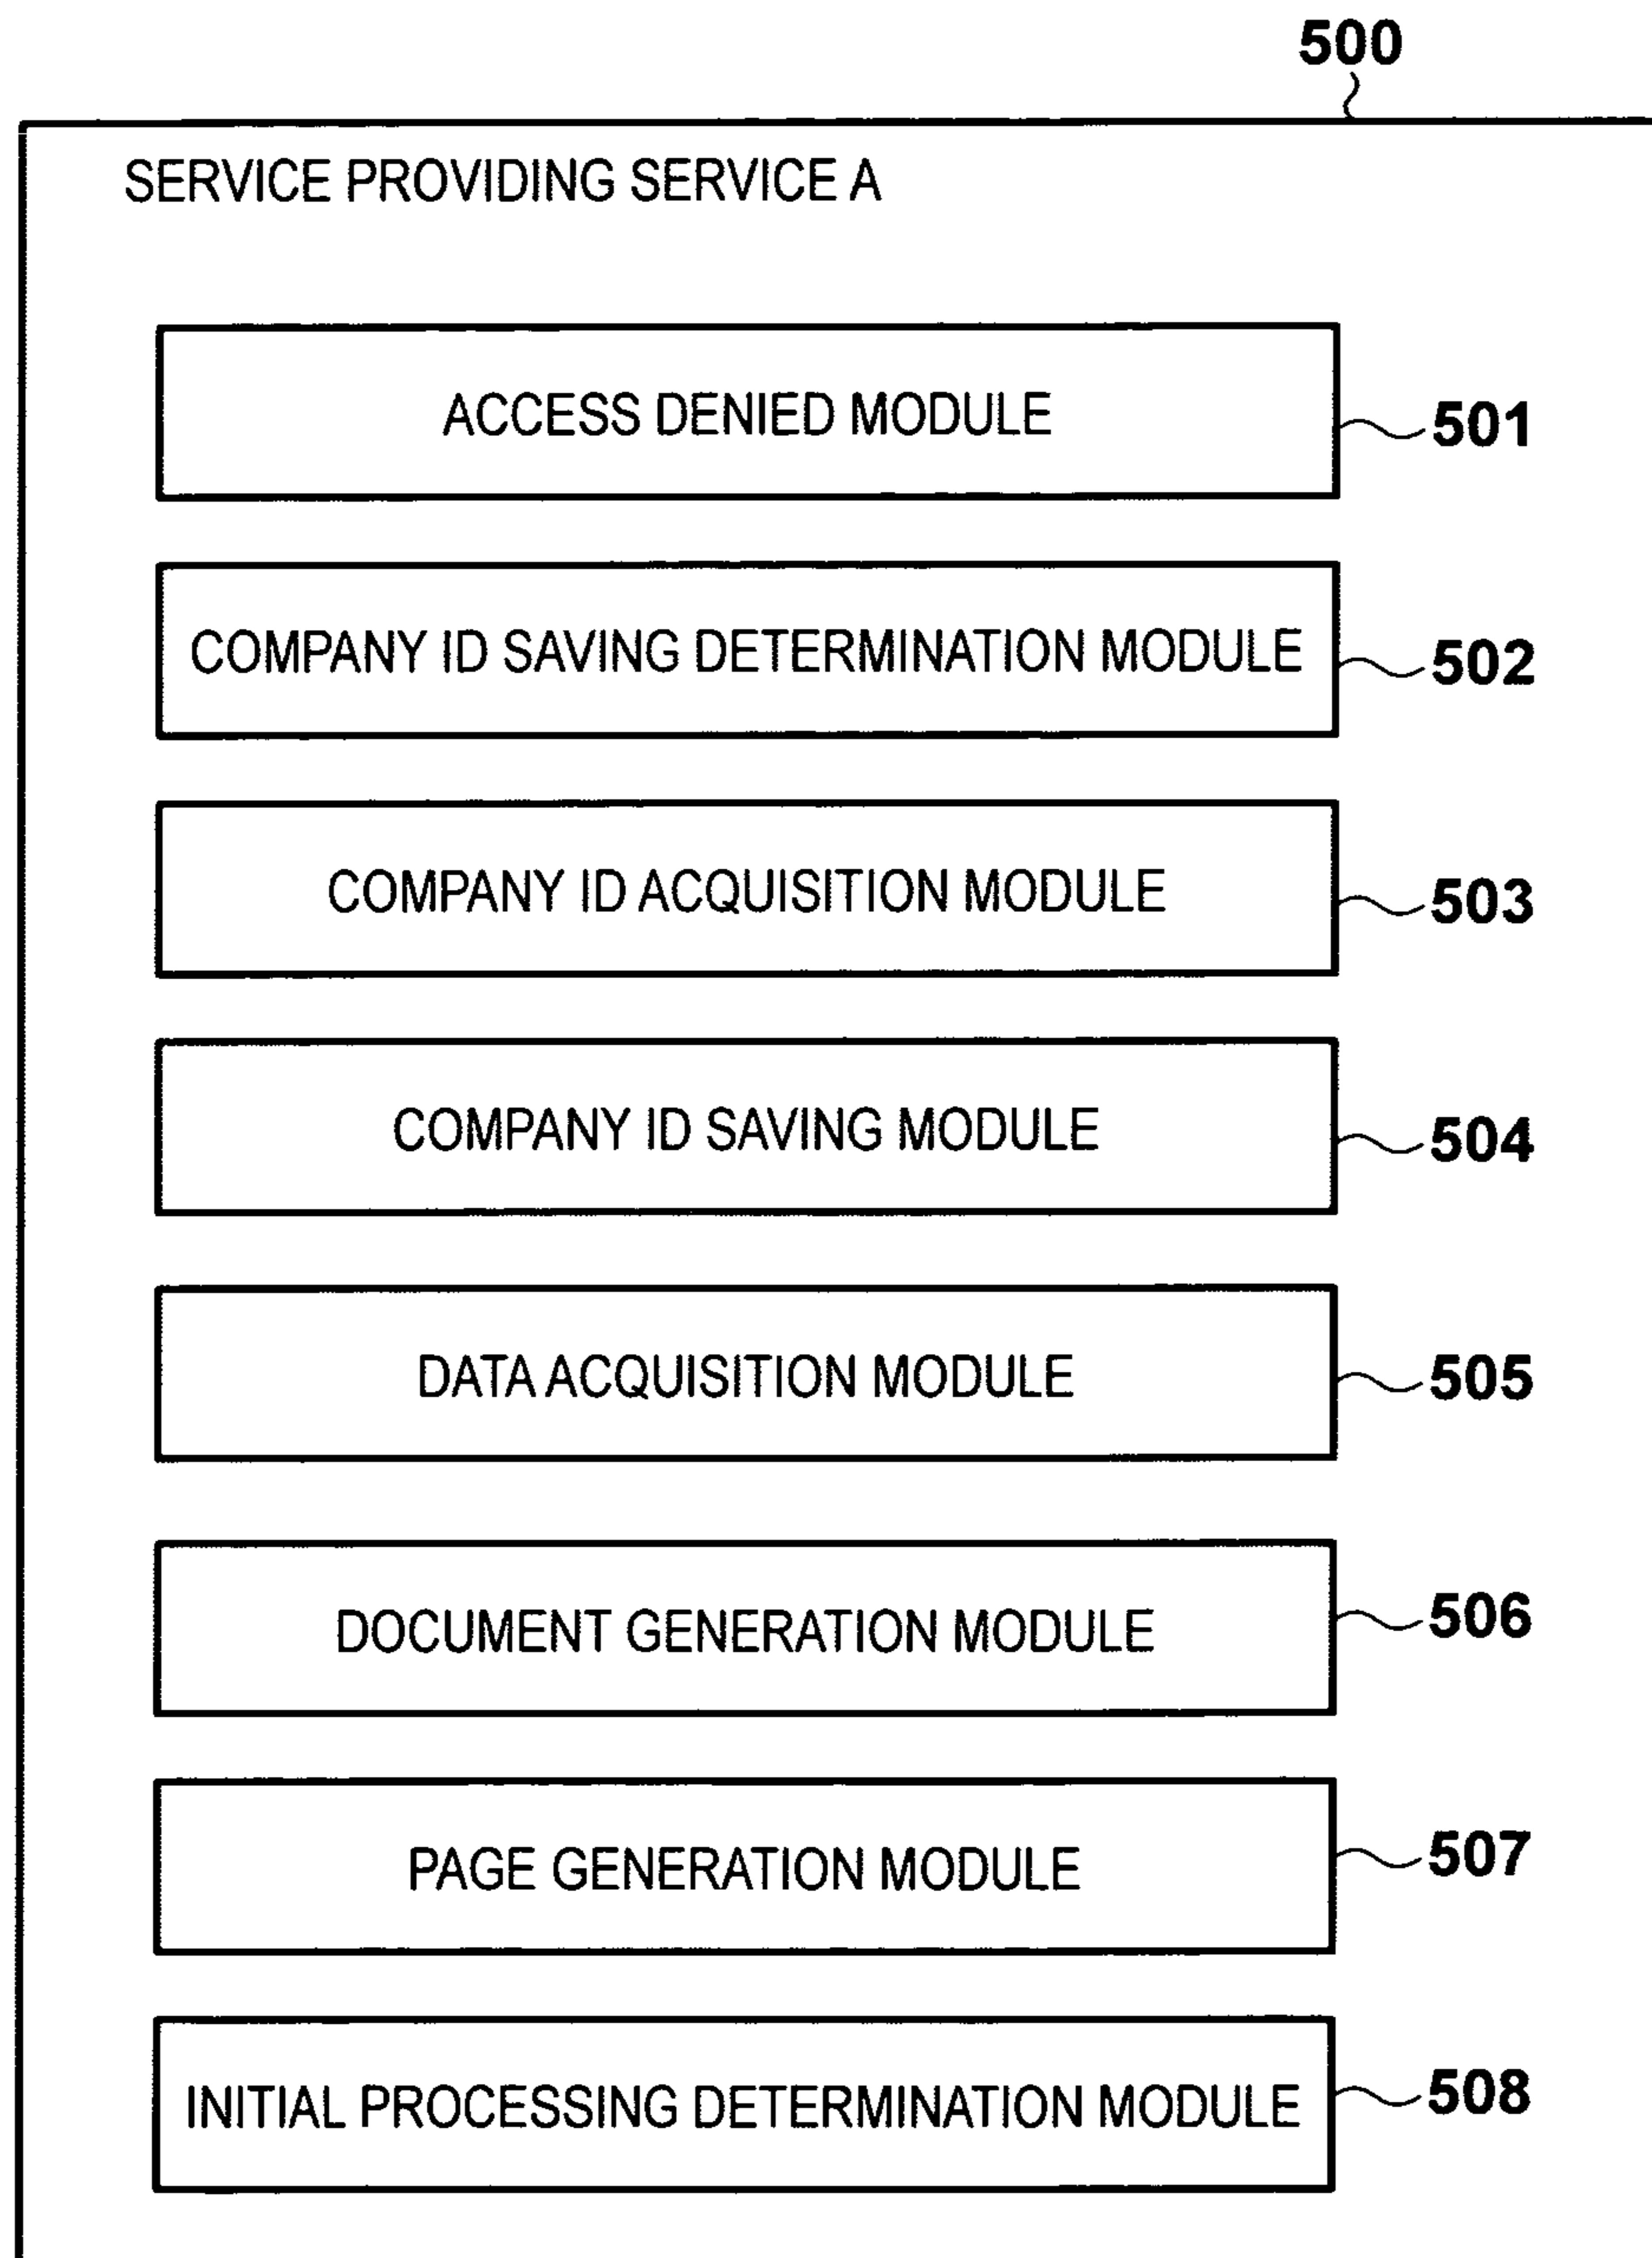 500
SERVICE PROVIDING SERVICE A
ACCESS DENIED MODULE
501
COMPANY ID SAVING DETERMINATION MODULE
502
COMPANY ID ACQUISITION MODULE
503
COMPANY ID SAVING MODULE
504
DATA ACQUISITION MODULE
505
DOCUMENT GENERATION MODULE
506
PAGE GENERATION MODULE
507
INITIAL PROCESSING DETERMINATION MODULE
508